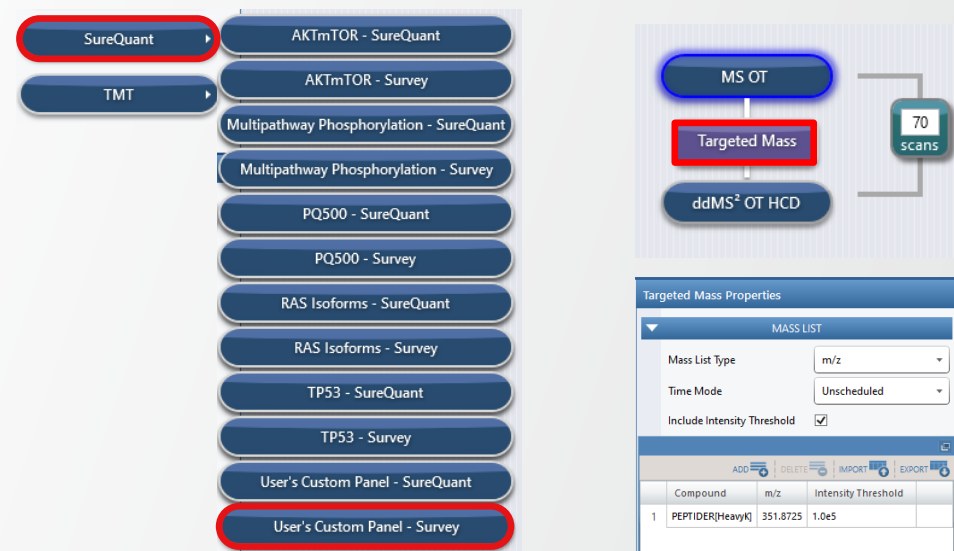 SureQuant
TMT
AKTmTOR - SureQuant
AKTmTOR - Survey
Multipathway Phosphorylation - SureQuant
Multipathway Phosphorylation - Survey
PQ500 - SureQuant
PQ500 - Survey
RAS Isoforms - SureQuant
RAS Isoforms - Survey
TP53 - SureQuant
TP53 - Survey
User's Custom Panel - SureQuant
User's Custom Panel - Survey
MS OT
Targeted Mass
ddMS² OT HCD
70
scans
Targeted Mass Properties
MASS LIST
Mass List Type m/z
Time Mode Unscheduled
Include Intensity Threshold
ADD DELETE IMPORT EXPORT
Compound m/z Intensity Threshold
1 PEPTIDER[HeavyK] 351.8725 1.0e5